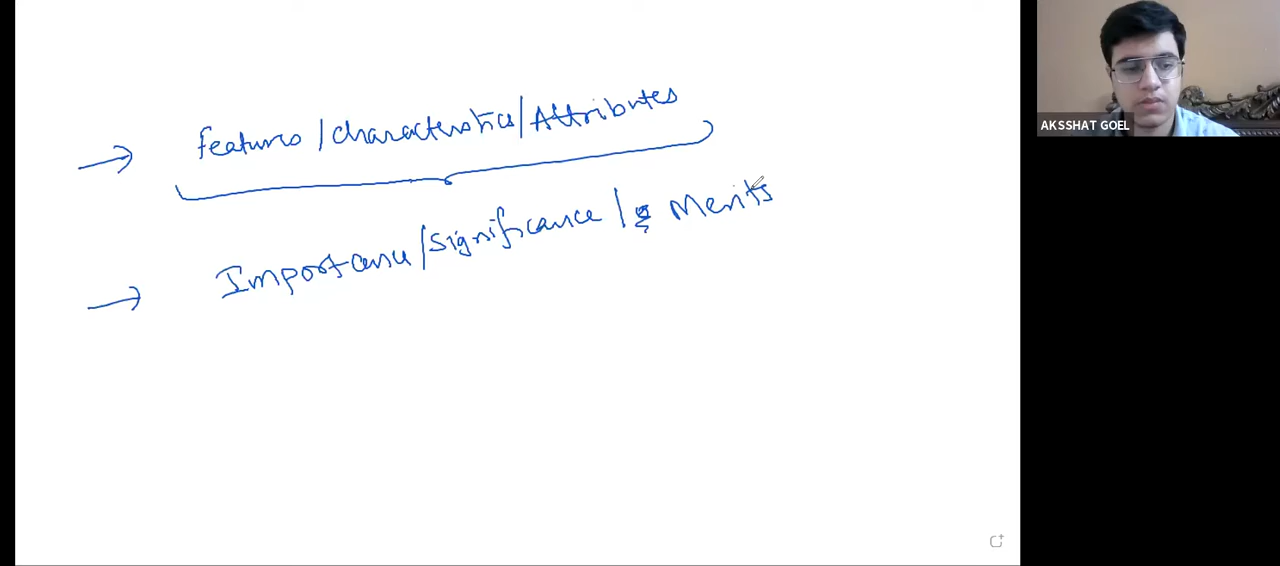 → features / characteristics / Attributes
→ Importance / Significance / Merits
AKSSHAT GOEL